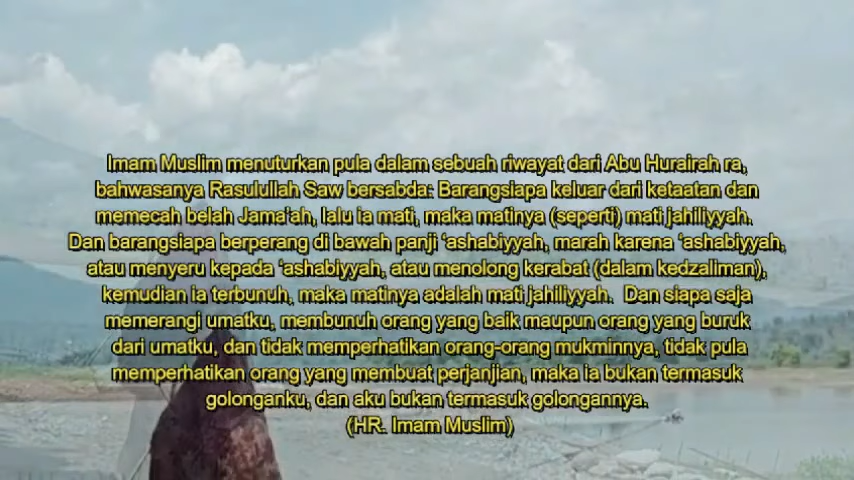 Imam Muslim menuturkan pula dalam sebuah riwayat dari Abu Hurairah ra,
bahwasanya Rasulullah Saw bersabda: Barangsiapa keluar dari ketaatan dan
memecah belah Jama'ah, lalu ia mati, maka matinya (seperti) mati jahiliyyah.
Dan barangsiapa berperang di bawah panji ‘ashabiyyah, marah karena ‘ashabiyyah,
atau menyeru kepada ‘ashabiyyah, atau menolong kerabat (dalam kedzaliman),
kemudian ia terbunuh, maka matinya adalah mati jahiliyyah. Dan siapa saja
memerangi umatku, membunuh orang yang baik maupun orang yang buruk
dari umatku, dan tidak memperhatikan orang-orang mukminnya, tidak pula
memperhatikan orang yang membuat perjanjian, maka ia bukan termasuk
golonganku, dan aku bukan termasuk golongannya.
(HR. Imam Muslim)